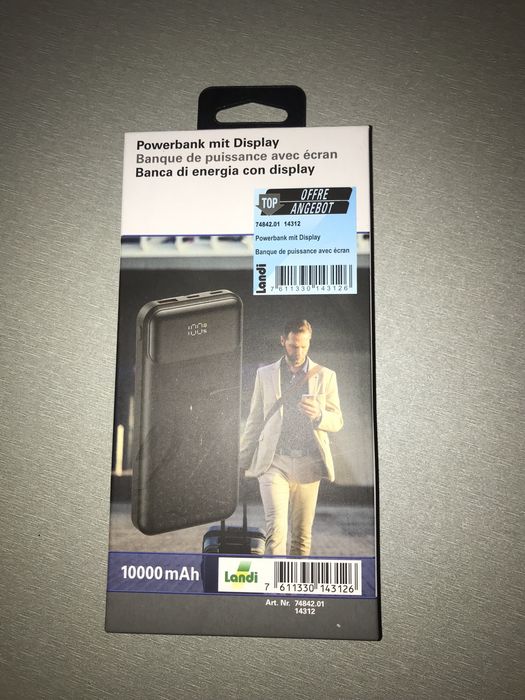 Powerbank mit Display
Banque de puissance avec écran
Banca di energia con display
TOP
OFFRE
ANGEBOT
74842.01 14312
Powerbank mit Display
Banque de puissance avec écran
Landi
7 611330 143126
100%
10000 mAh
Landi
7 611330 143126
Art. Nr. 74842.01
14312